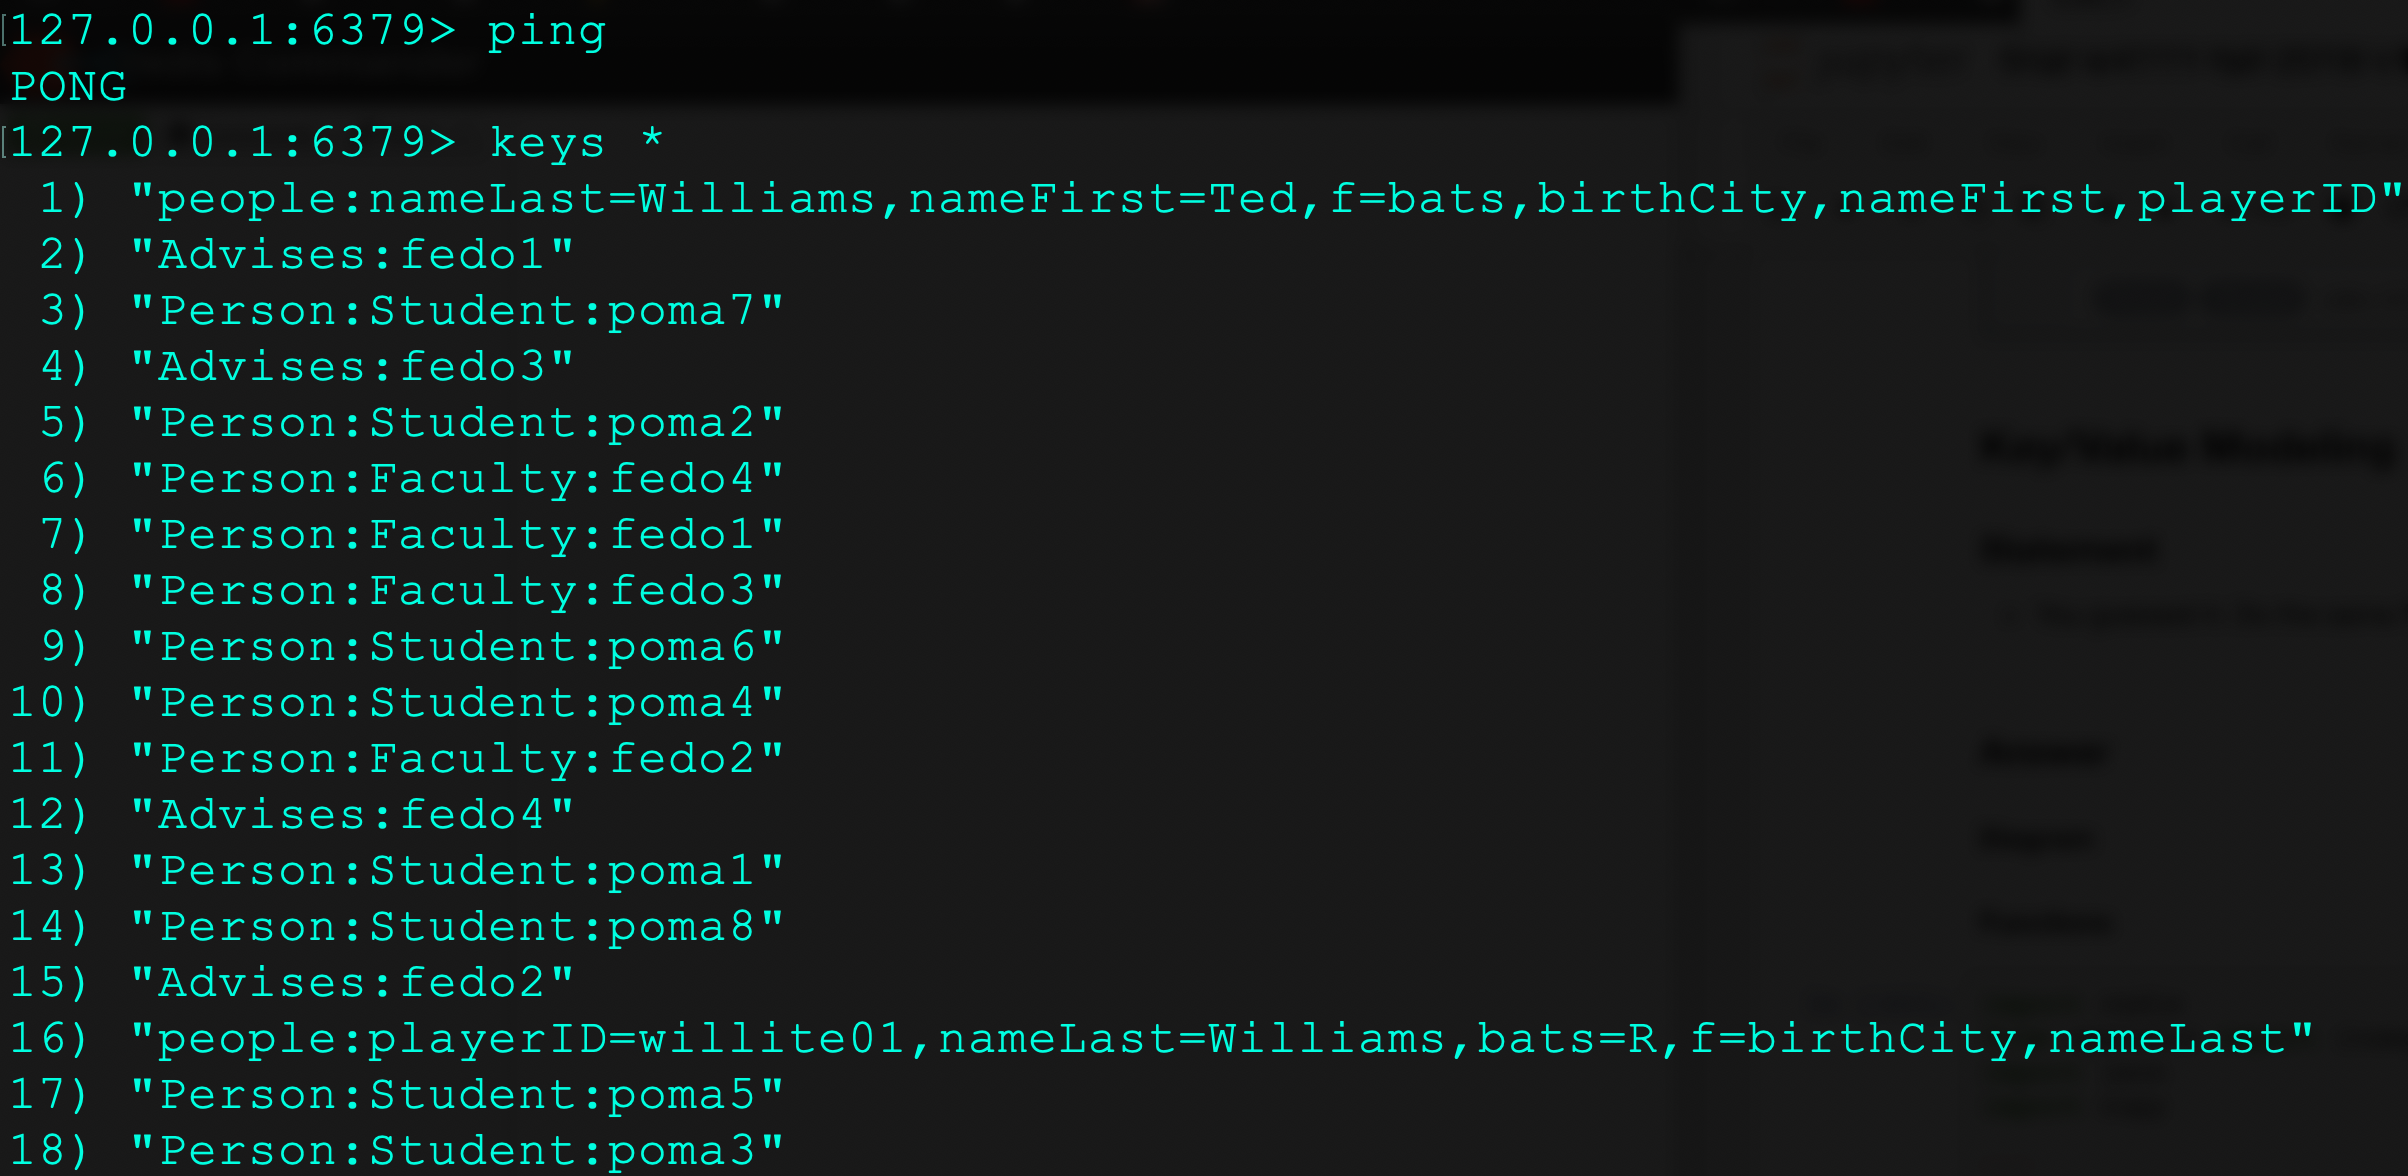 127.0.0.1:6379> ping
PONG
127.0.0.1:6379> keys *
1) "people:nameLast=Williams,nameFirst=Ted,f=bats,birthCity,nameFirst,playerID"
2) "Advises:fedo1"
3) "Person:Student:poma7"
4) "Advises:fedo3"
5) "Person:Student:poma2"
6) "Person:Faculty:fedo4"
7) "Person:Faculty:fedo1"
8) "Person:Faculty:fedo3"
9) "Person:Student:poma6"
10) "Person:Student:poma4"
11) "Person:Faculty:fedo2"
12) "Advises:fedo4"
13) "Person:Student:poma1"
14) "Person:Student:poma8"
15) "Advises:fedo2"
16) "people:playerID=willite01,nameLast=Williams,bats=R,f=birthCity,nameLast"
17) "Person:Student:poma5"
18) "Person:Student:poma3"
Key/Value Modeling